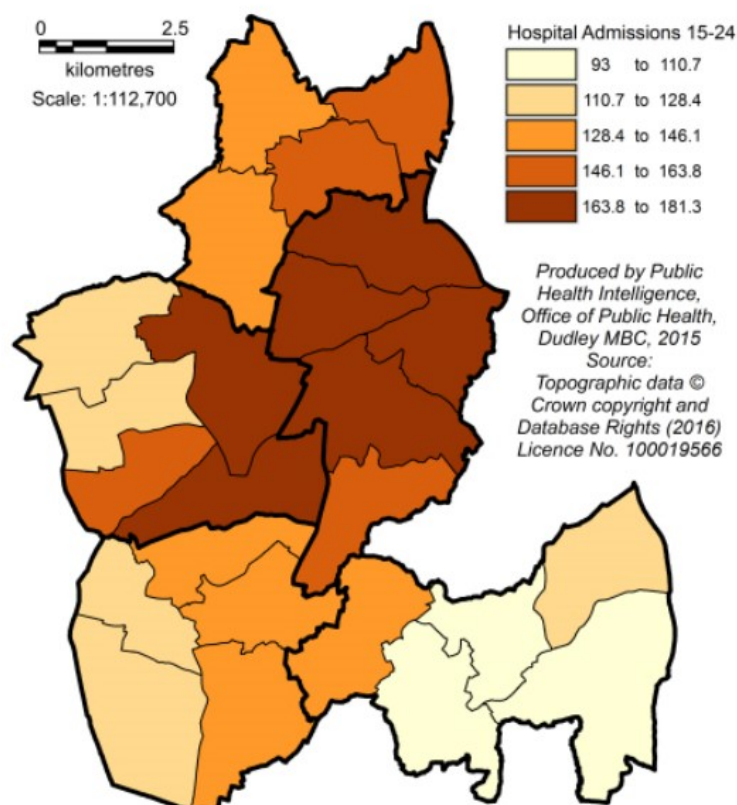 0 2.5
kilometres
Scale: 1:112,700
Hospital Admissions 15-24
93 to 110.7
110.7 to 128.4
128.4 to 146.1
146.1 to 163.8
163.8 to 181.3
Produced by Public
Health Intelligence,
Office of Public Health,
Dudley MBC, 2015
Source:
Topographic data ©
Crown copyright and
Database Rights (2016)
Licence No. 100019566